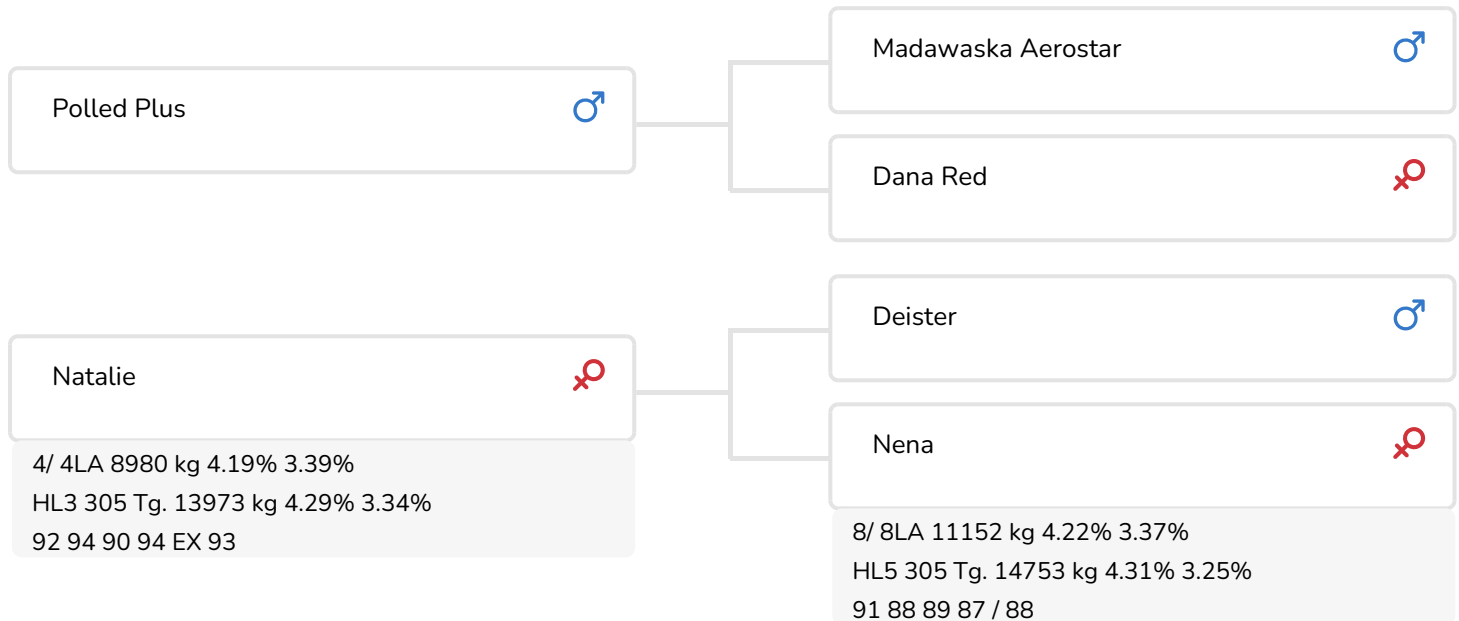 Polled Plus
Madawaska Aerostar
Dana Red
Natalie
4/ 4LA 8980 kg 4.19% 3.39%
HL3 305 Tg. 13973 kg 4.29% 3.34%
92 94 90 94 EX 93
Deister
Nena
8/ 8LA 11152 kg 4.22% 3.37%
HL5 305 Tg. 14753 kg 4.31% 3.25%
91 88 89 87 / 88